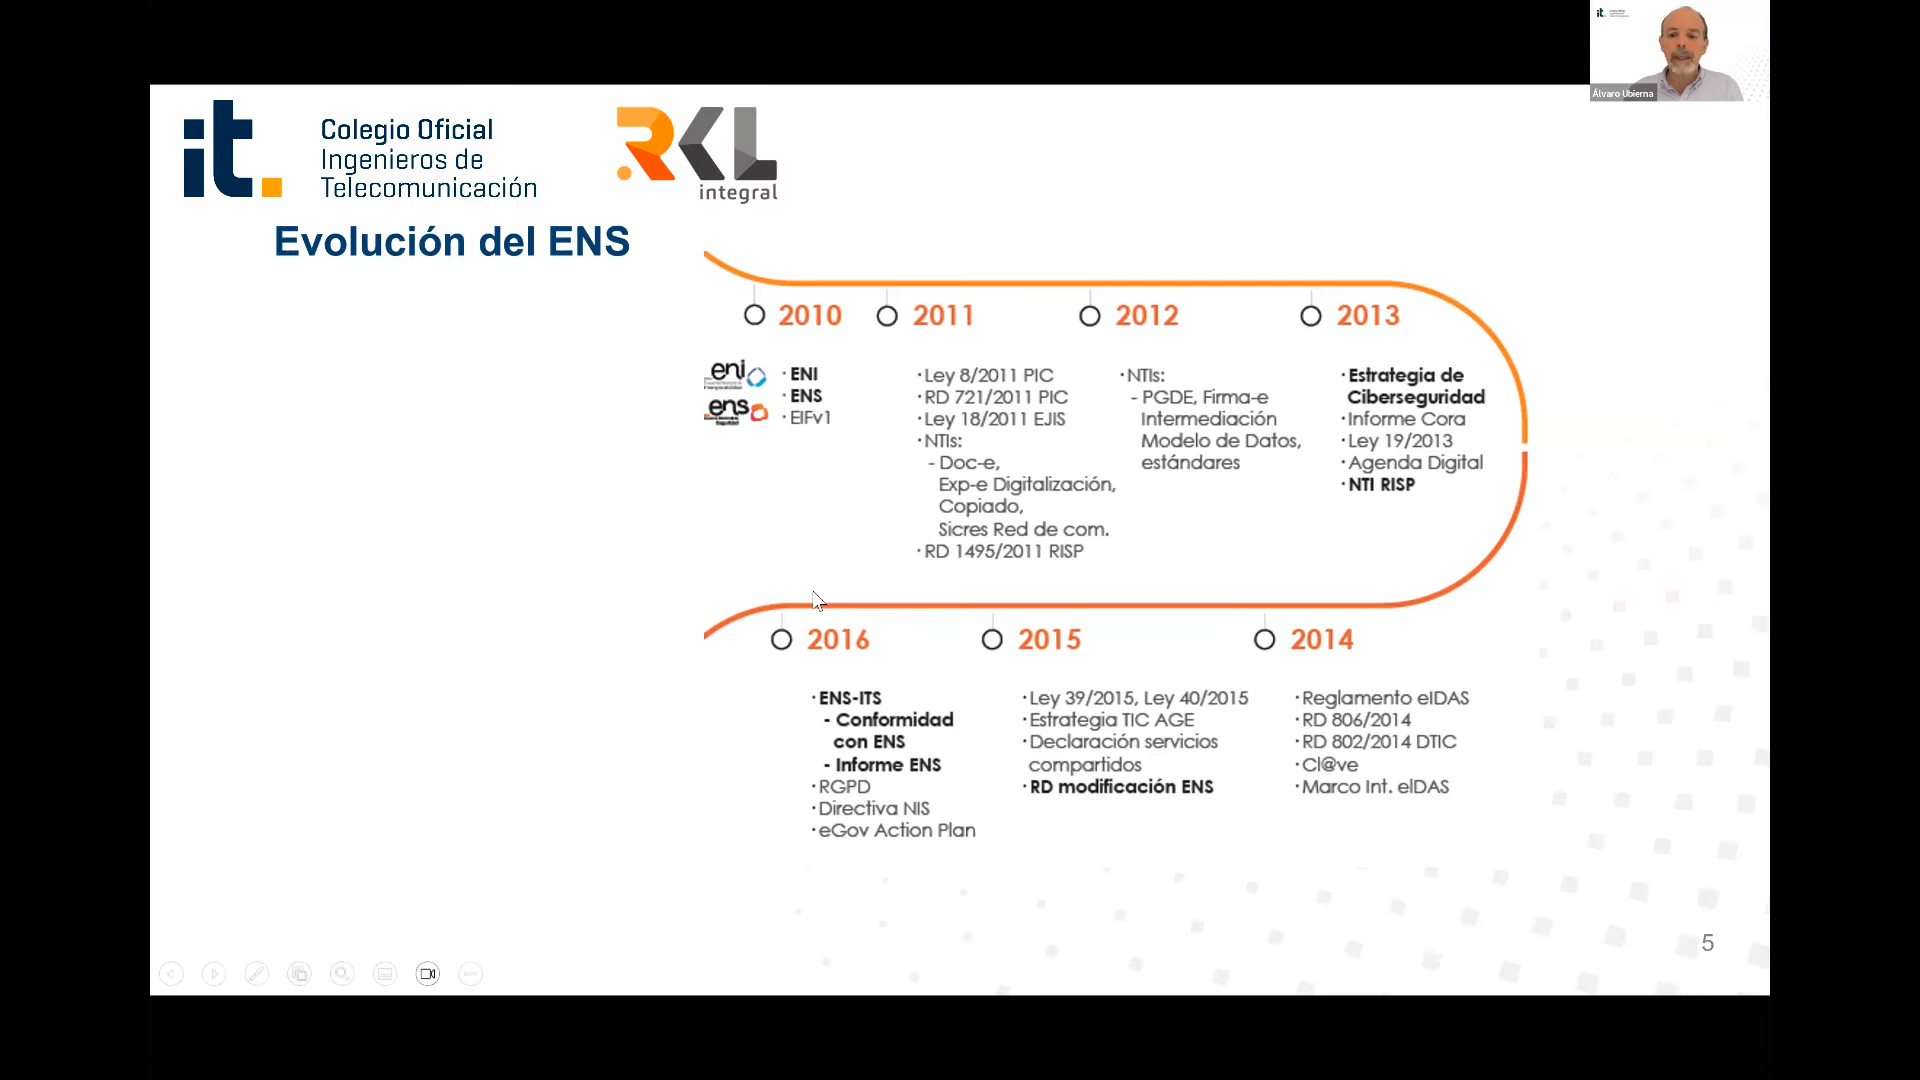 it.
Álvaro Ubierna
it.
Colegio Oficial
Ingenieros de
Telecomunicación
RKL
integral
Evolución del ENS
2010
2011
2012
2013
eni
ens
· ENI
· ENS
· EIFv1
· Ley 8/2011 PIC
· RD 721/2011 PIC
· Ley 18/2011 EJIS
· NTIs:
- Doc-e,
Exp-e Digitalización,
Copiado,
Sicres Red de com.
· RD 1495/2011 RISP
· NTIs:
- PGDE, Firma-e
Intermediación
Modelo de Datos,
estándares
· Estrategia de
Ciberseguridad
· Informe Cora
· Ley 19/2013
· Agenda Digital
· NTI RISP
2016
2015
2014
· ENS-ITS
- Conformidad
con ENS
- Informe ENS
· RGPD
· Directiva NIS
· eGov Action Plan
· Ley 39/2015, Ley 40/2015
· Estrategia TIC AGE
· Declaración servicios
compartidos
· RD modificación ENS
· Reglamento eIDAS
· RD 806/2014
· RD 802/2014 DTIC
· Cl@ve
· Marco Int. eIDAS
5